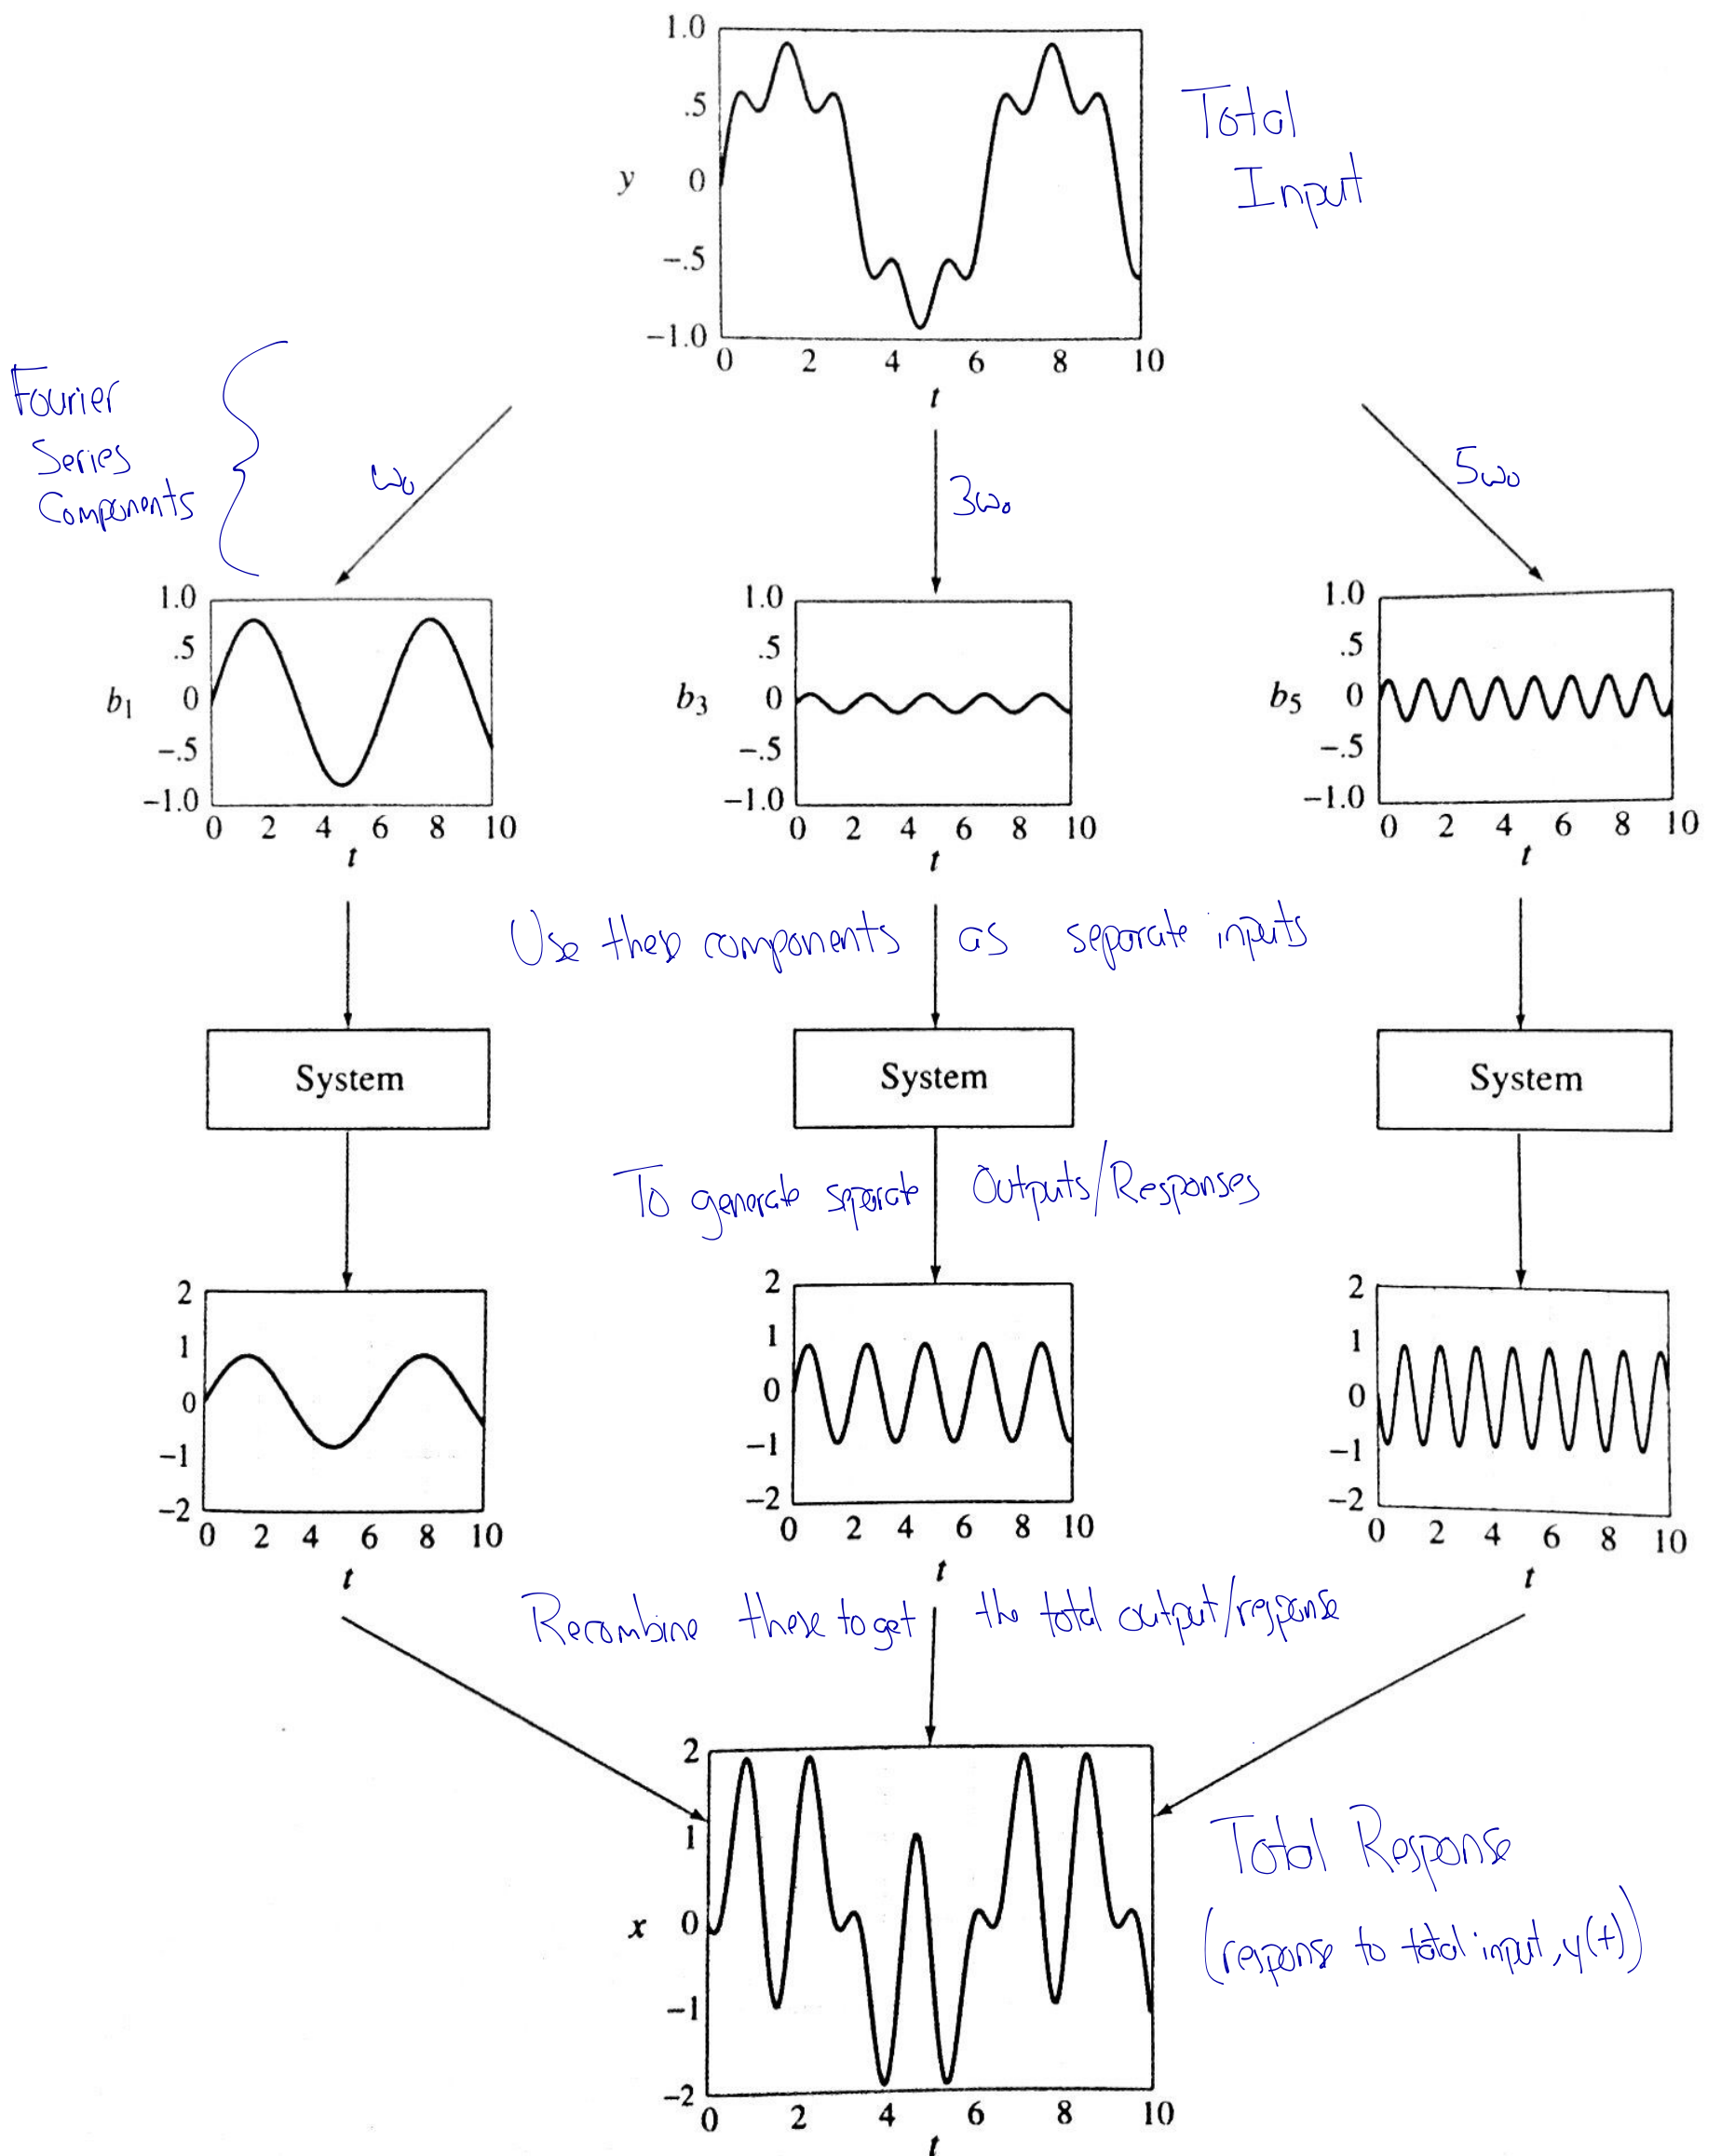 1.0
.5
y 0
−.5
−1.0
0 2 4 6 8 10
t
Total
Input
Fourier
Series
Components
ω₀
3ω₀
5ω₀
1.0
.5
b₁ 0
−.5
−1.0
0 2 4 6 8 10
t
1.0
.5
b₃ 0
−.5
−1.0
0 2 4 6 8 10
t
1.0
.5
b₅ 0
−.5
−1.0
0 2 4 6 8 10
t
Use these components as separate inputs
System
System
System
To generate separate Outputs/Responses
2
1
0
−1
−2
0 2 4 6 8 10
t
2
1
0
−1
−2
0 2 4 6 8 10
t
2
1
0
−1
−2
0 2 4 6 8 10
t
Recombine these to get the total output/response
2
1
x 0
−1
−2
0 2 4 6 8 10
t
Total Response
(response to total input, y(t))